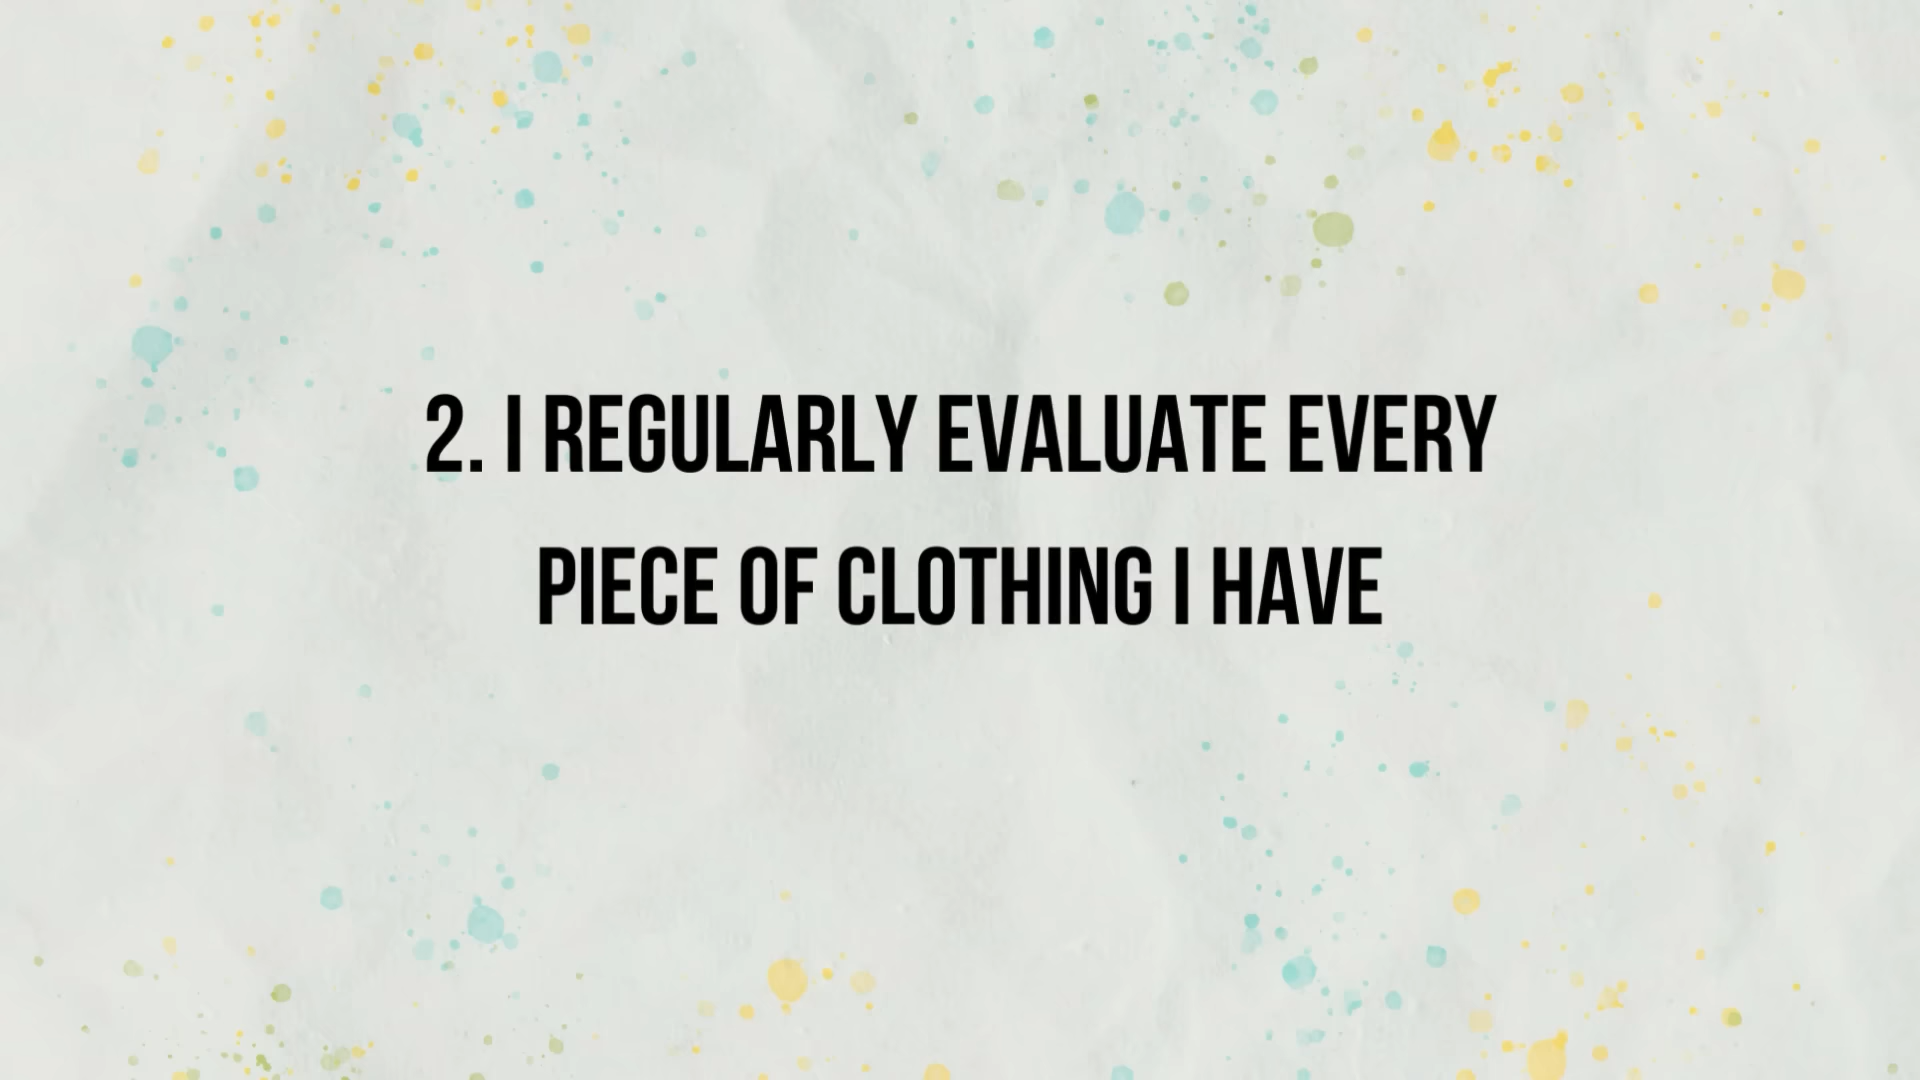 2. I REGULARLY EVALUATE EVERY
PIECE OF CLOTHING I HAVE